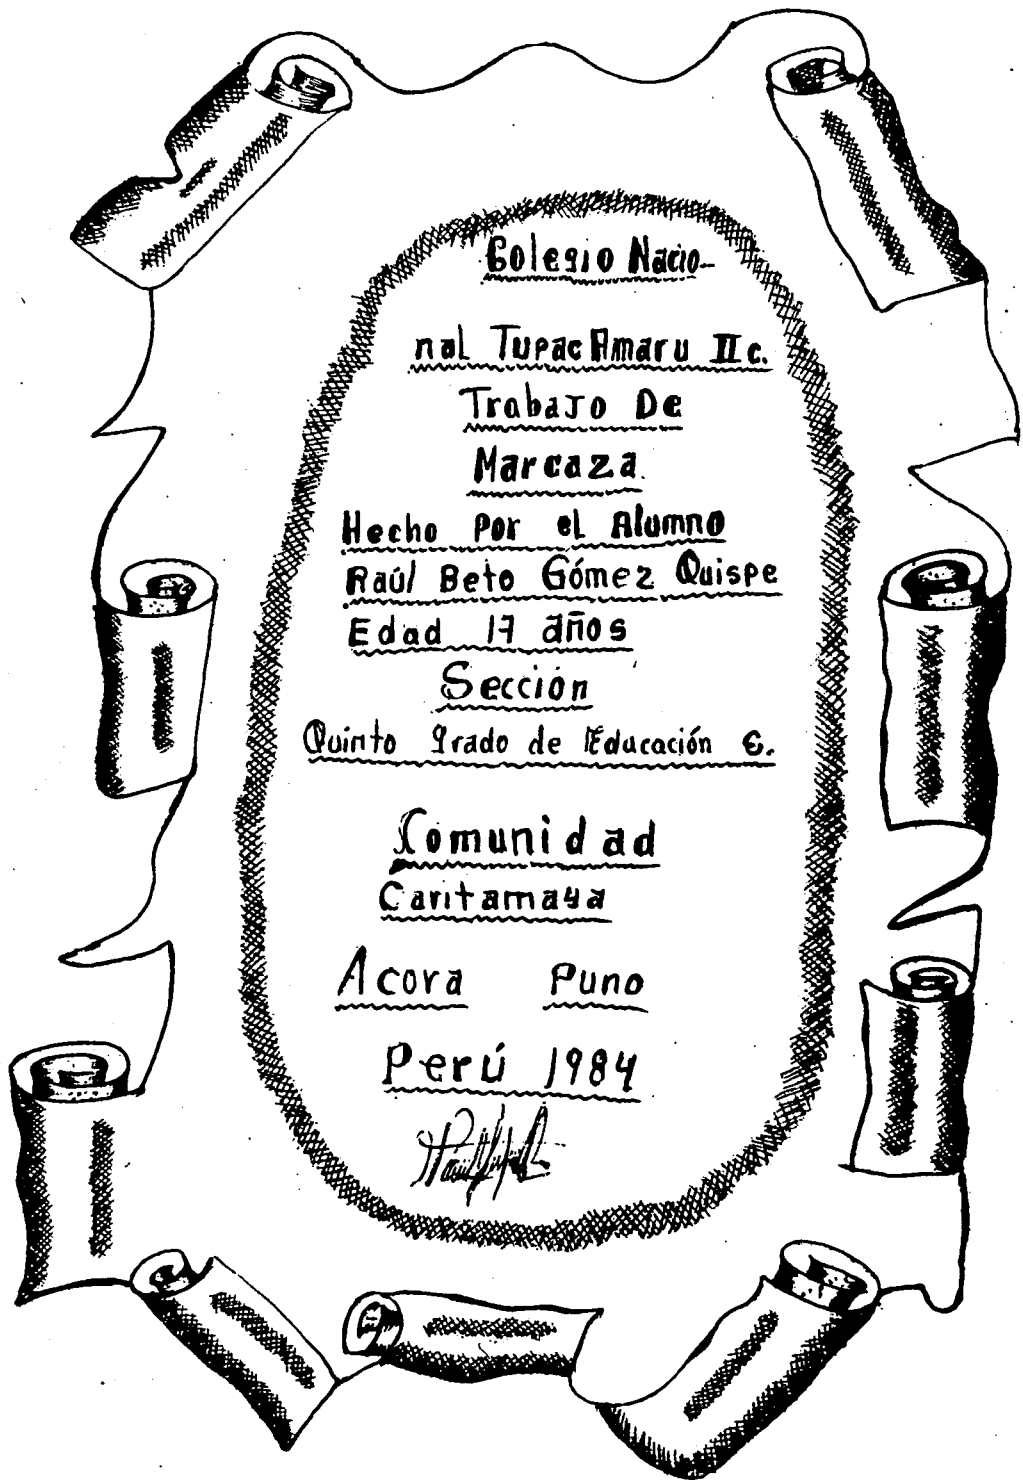 Colegio Nacio-
nal Tupac Amaru II c.
Trabajo De
Marcaza.
Hecho Por el Alumno
Raúl Beto Gómez Quispe
Edad 17 años
Sección
Quinto grado de Educación S.
Comunidad
Caritamaya
Acora Puno
Perú 1984